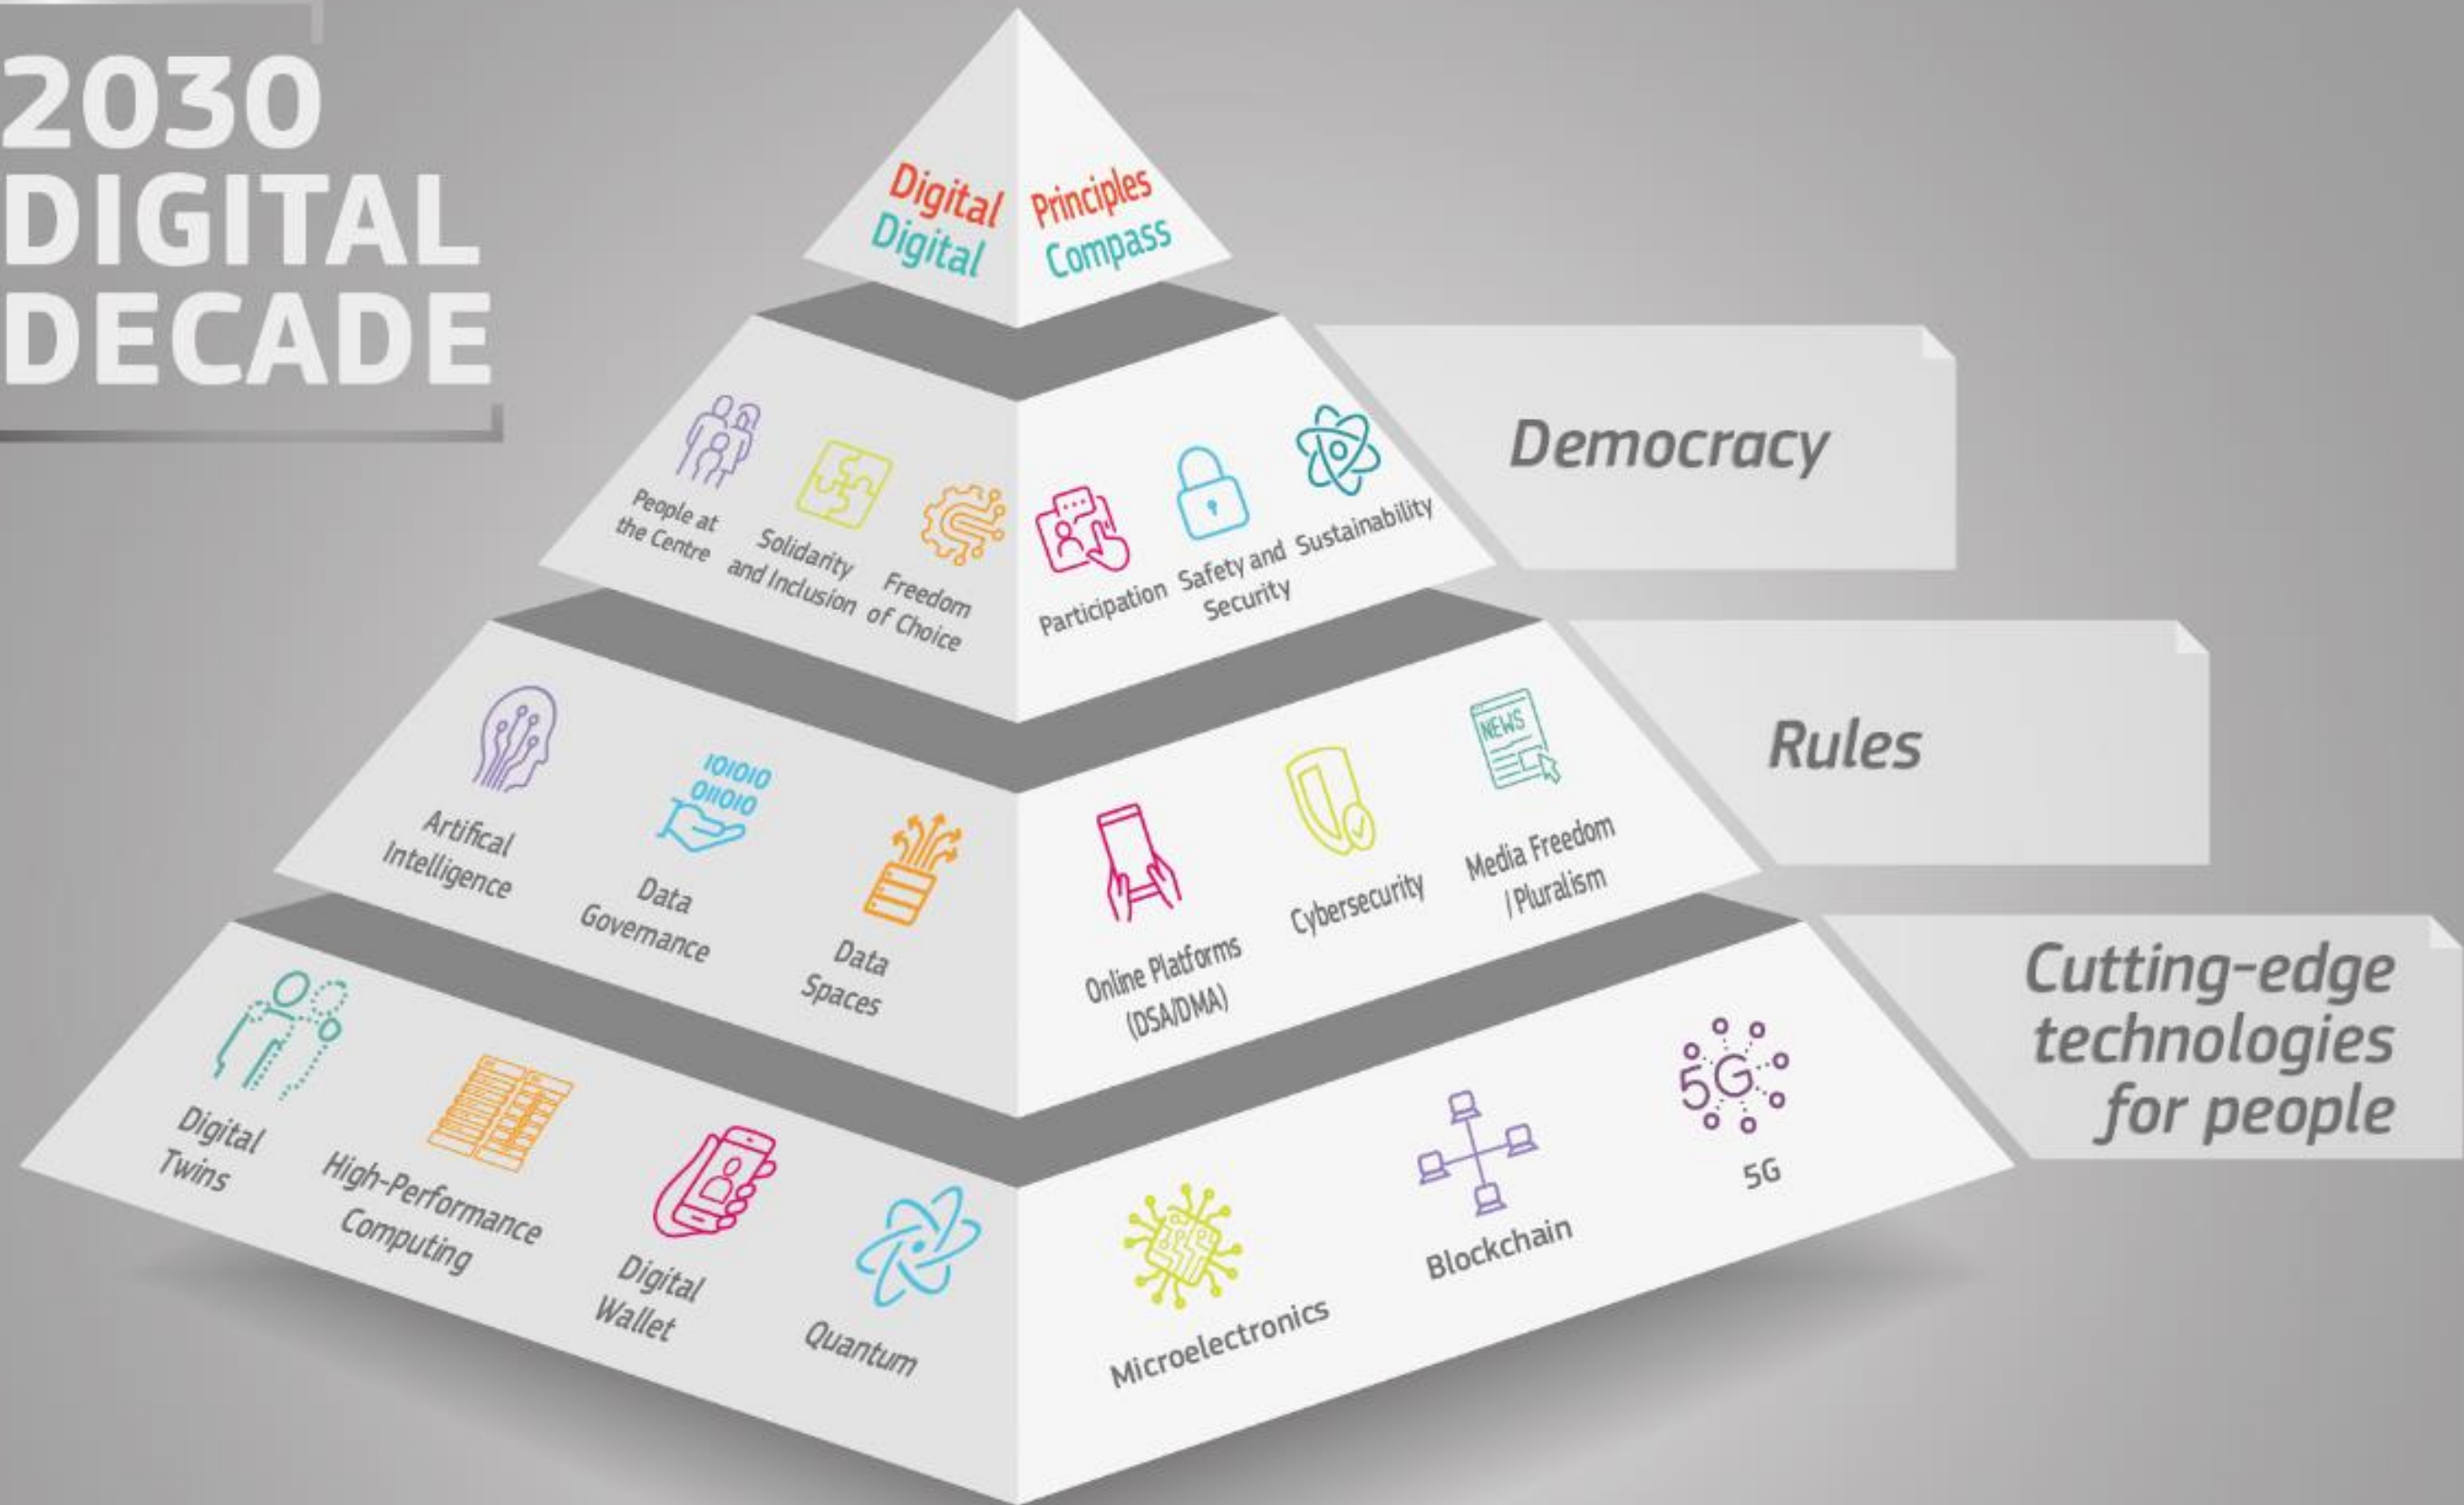 2030
DIGITAL
DECADE
Digital Principles
Digital Compass
People at
the Centre
Solidarity
and Inclusion
Freedom
of Choice
Participation
Safety and
Security
Sustainability
Democracy
Artifical
Intelligence
Data
Governance
101010
011010
Data
Spaces
Online Platforms
(DSA/DMA)
Cybersecurity
NEWS
Media Freedom
/ Pluralism
Rules
Digital
Twins
High-Performance
Computing
Digital
Wallet
Quantum
Microelectronics
Blockchain
5G
5G
Cutting-edge
technologies
for people